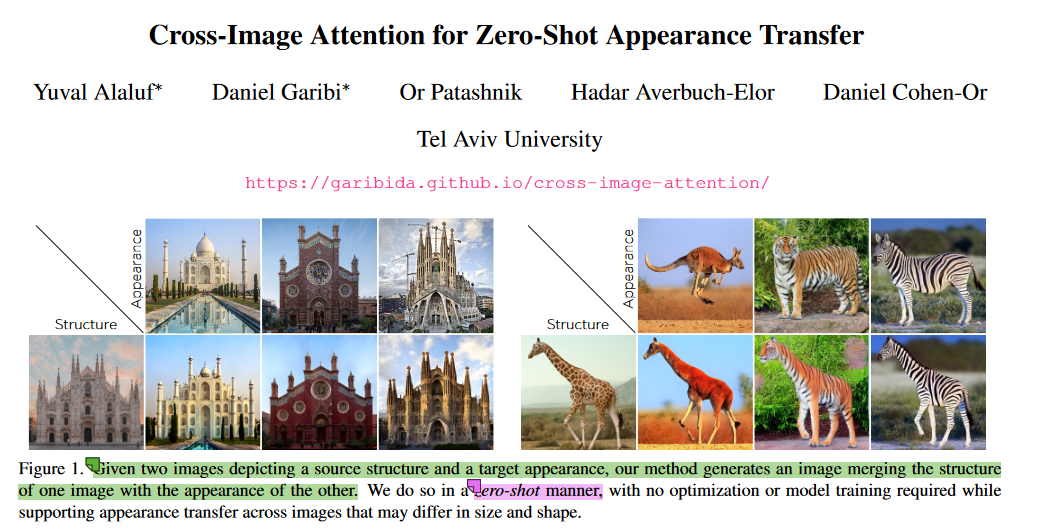 Cross-Image Attention for Zero-Shot Appearance Transfer
Yuval Alaluf* Daniel Garibi* Or Patashnik Hadar Averbuch-Elor Daniel Cohen-Or
Tel Aviv University
https://garibida.github.io/cross-image-attention/
Appearance
Structure
Appearance
Structure
Figure 1. Given two images depicting a source structure and a target appearance, our method generates an image merging the structure
of one image with the appearance of the other. We do so in a zero-shot manner, with no optimization or model training required while
supporting appearance transfer across images that may differ in size and shape.